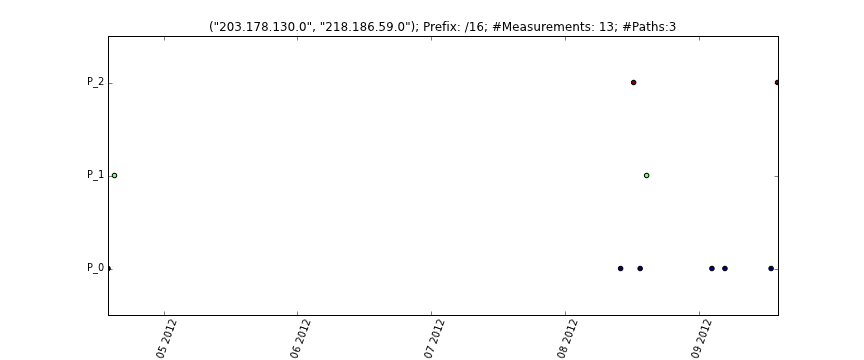 ("203.178.130.0", "218.186.59.0"); Prefix: /16; #Measurements: 13; #Paths:3
P_2
P_1
P_0
05 2012
06 2012
07 2012
08 2012
09 2012